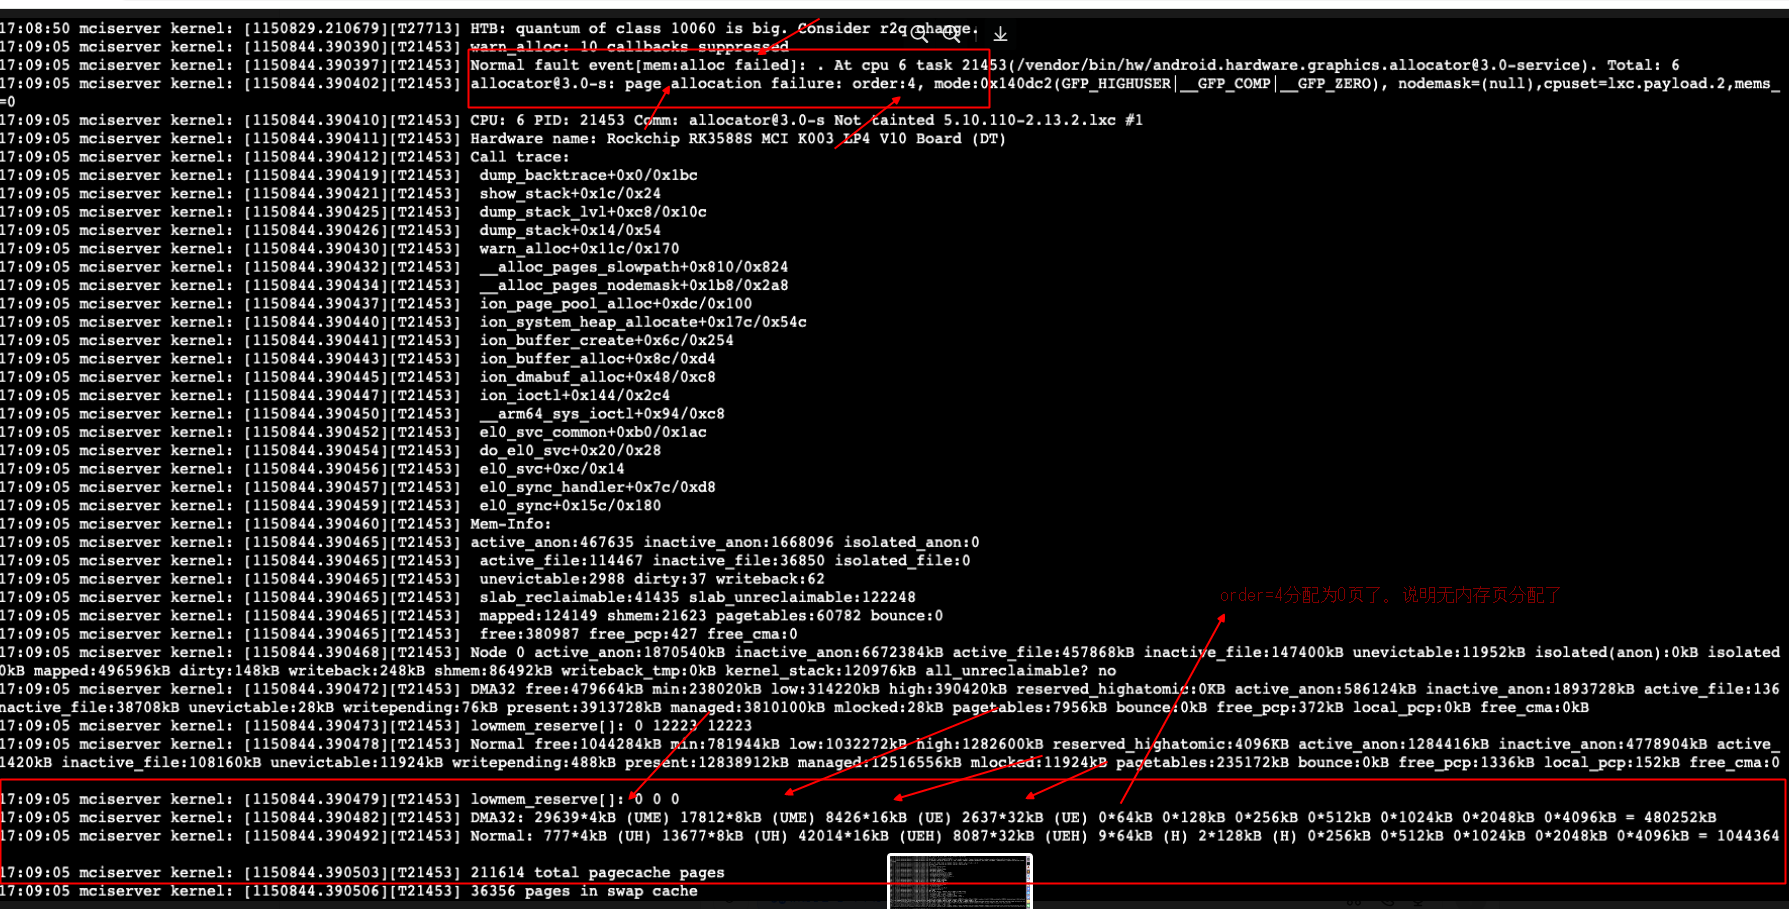 17:08:50 mciserver kernel: [1150829.210679][T27713] HTB: quantum of class 10060 is big. Consider r2q change.
17:09:05 mciserver kernel: [1150844.390390][T21453] warn_alloc: 10 callbacks suppressed
17:09:05 mciserver kernel: [1150844.390397][T21453] Normal fault event[mem:alloc failed]: . At cpu 6 task 21453(/vendor/bin/hw/android.hardware.graphics.allocator@3.0-service). Total: 6
17:09:05 mciserver kernel: [1150844.390402][T21453] allocator@3.0-s: page allocation failure: order:4, mode:0x140dc2(GFP_HIGHUSER|__GFP_COMP|__GFP_ZERO), nodemask=(null),cpuset=lxc.payload.2,mems_
=0
17:09:05 mciserver kernel: [1150844.390410][T21453] CPU: 6 PID: 21453 Comm: allocator@3.0-s Not tainted 5.10.110-2.13.2.lxc #1
17:09:05 mciserver kernel: [1150844.390411][T21453] Hardware name: Rockchip RK3588S MCI K003 LP4 V10 Board (DT)
17:09:05 mciserver kernel: [1150844.390412][T21453] Call trace:
17:09:05 mciserver kernel: [1150844.390419][T21453]  dump_backtrace+0x0/0x1bc
17:09:05 mciserver kernel: [1150844.390421][T21453]  show_stack+0x1c/0x24
17:09:05 mciserver kernel: [1150844.390425][T21453]  dump_stack_lvl+0xc8/0x10c
17:09:05 mciserver kernel: [1150844.390426][T21453]  dump_stack+0x14/0x54
17:09:05 mciserver kernel: [1150844.390430][T21453]  warn_alloc+0x11c/0x170
17:09:05 mciserver kernel: [1150844.390432][T21453]  __alloc_pages_slowpath+0x810/0x824
17:09:05 mciserver kernel: [1150844.390434][T21453]  __alloc_pages_nodemask+0x1b8/0x2a8
17:09:05 mciserver kernel: [1150844.390437][T21453]  ion_page_pool_alloc+0xdc/0x100
17:09:05 mciserver kernel: [1150844.390440][T21453]  ion_system_heap_allocate+0x17c/0x54c
17:09:05 mciserver kernel: [1150844.390441][T21453]  ion_buffer_create+0x6c/0x254
17:09:05 mciserver kernel: [1150844.390443][T21453]  ion_buffer_alloc+0x8c/0xd4
17:09:05 mciserver kernel: [1150844.390445][T21453]  ion_dmabuf_alloc+0x48/0xc8
17:09:05 mciserver kernel: [1150844.390447][T21453]  ion_ioctl+0x144/0x2c4
17:09:05 mciserver kernel: [1150844.390450][T21453]  __arm64_sys_ioctl+0x94/0xc8
17:09:05 mciserver kernel: [1150844.390452][T21453]  el0_svc_common+0xb0/0x1ac
17:09:05 mciserver kernel: [1150844.390454][T21453]  do_el0_svc+0x20/0x28
17:09:05 mciserver kernel: [1150844.390456][T21453]  el0_svc+0xc/0x14
17:09:05 mciserver kernel: [1150844.390457][T21453]  el0_sync_handler+0x7c/0xd8
17:09:05 mciserver kernel: [1150844.390459][T21453]  el0_sync+0x15c/0x180
17:09:05 mciserver kernel: [1150844.390460][T21453] Mem-Info:
17:09:05 mciserver kernel: [1150844.390465][T21453] active_anon:467635 inactive_anon:1668096 isolated_anon:0
17:09:05 mciserver kernel: [1150844.390465][T21453]  active_file:114467 inactive_file:36850 isolated_file:0
17:09:05 mciserver kernel: [1150844.390465][T21453]  unevictable:2988 dirty:37 writeback:62
order=4分配为0页了。说明无内存页分配了
17:09:05 mciserver kernel: [1150844.390465][T21453]  slab_reclaimable:41435 slab_unreclaimable:122248
17:09:05 mciserver kernel: [1150844.390465][T21453]  mapped:124149 shmem:21623 pagetables:60782 bounce:0
17:09:05 mciserver kernel: [1150844.390465][T21453]  free:380987 free_pcp:427 free_cma:0
17:09:05 mciserver kernel: [1150844.390468][T21453] Node 0 active_anon:1870540kB inactive_anon:6672384kB active_file:457868kB inactive_file:147400kB unevictable:11952kB isolated(anon):0kB isolated
0kB mapped:496596kB dirty:148kB writeback:248kB shmem:86492kB writeback_tmp:0kB kernel_stack:120976kB all_unreclaimable? no
17:09:05 mciserver kernel: [1150844.390472][T21453] DMA32 free:479664kB min:238020kB low:314220kB high:390420kB reserved_highatomic:0KB active_anon:586124kB inactive_anon:1893728kB active_file:136
nactive_file:38708kB unevictable:28kB writepending:76kB present:3913728kB managed:3810100kB mlocked:28kB pagetables:7956kB bounce:0kB free_pcp:372kB local_pcp:0kB free_cma:0kB
17:09:05 mciserver kernel: [1150844.390473][T21453] lowmem_reserve[]: 0 12223 12223
17:09:05 mciserver kernel: [1150844.390478][T21453] Normal free:1044284kB min:781944kB low:1032272kB high:1282600kB reserved_highatomic:4096KB active_anon:1284416kB inactive_anon:4778904kB active_
1420kB inactive_file:108160kB unevictable:11924kB writepending:488kB present:12838912kB managed:12516556kB mlocked:11924kB pagetables:235172kB bounce:0kB free_pcp:1336kB local_pcp:152kB free_cma:0
17:09:05 mciserver kernel: [1150844.390479][T21453] lowmem_reserve[]: 0 0 0
17:09:05 mciserver kernel: [1150844.390482][T21453] DMA32: 29639*4kB (UME) 17812*8kB (UME) 8426*16kB (UE) 2637*32kB (UE) 0*64kB 0*128kB 0*256kB 0*512kB 0*1024kB 0*2048kB 0*4096kB = 480252kB
17:09:05 mciserver kernel: [1150844.390492][T21453] Normal: 777*4kB (UH) 13677*8kB (UH) 42014*16kB (UEH) 8087*32kB (UEH) 9*64kB (H) 2*128kB (H) 0*256kB 0*512kB 0*1024kB 0*2048kB 0*4096kB = 1044364
17:09:05 mciserver kernel: [1150844.390503][T21453] 211614 total pagecache pages
17:09:05 mciserver kernel: [1150844.390506][T21453] 36356 pages in swap cache